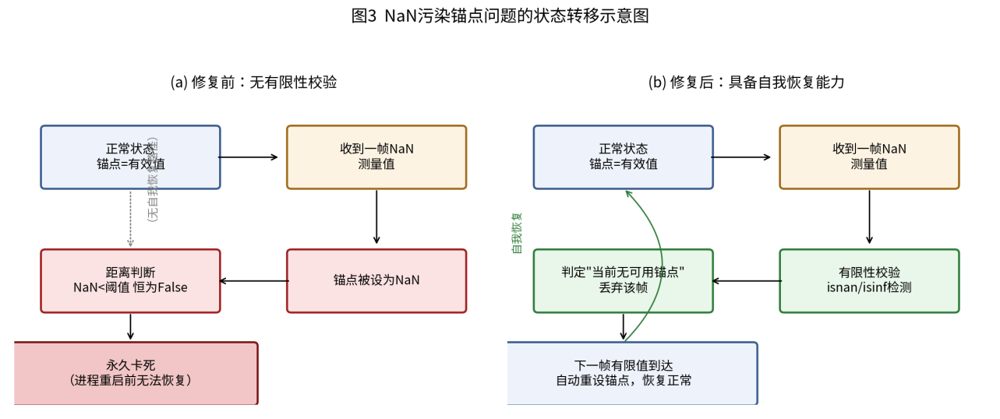 图3 NaN污染锚点问题的状态转移示意图
(a) 修复前：无有限性校验
正常状态
锚点=有效值
收到一帧NaN
测量值
（无自我恢复路径）
距离判断
NaN<阈值 恒为False
锚点被设为NaN
永久卡死
（进程重启前无法恢复）
(b) 修复后：具备自我恢复能力
正常状态
锚点=有效值
收到一帧NaN
测量值
自我恢复
判定"当前无可用锚点"
丢弃该帧
有限性校验
isnan/isinf检测
下一帧有限值到达
自动重设锚点，恢复正常